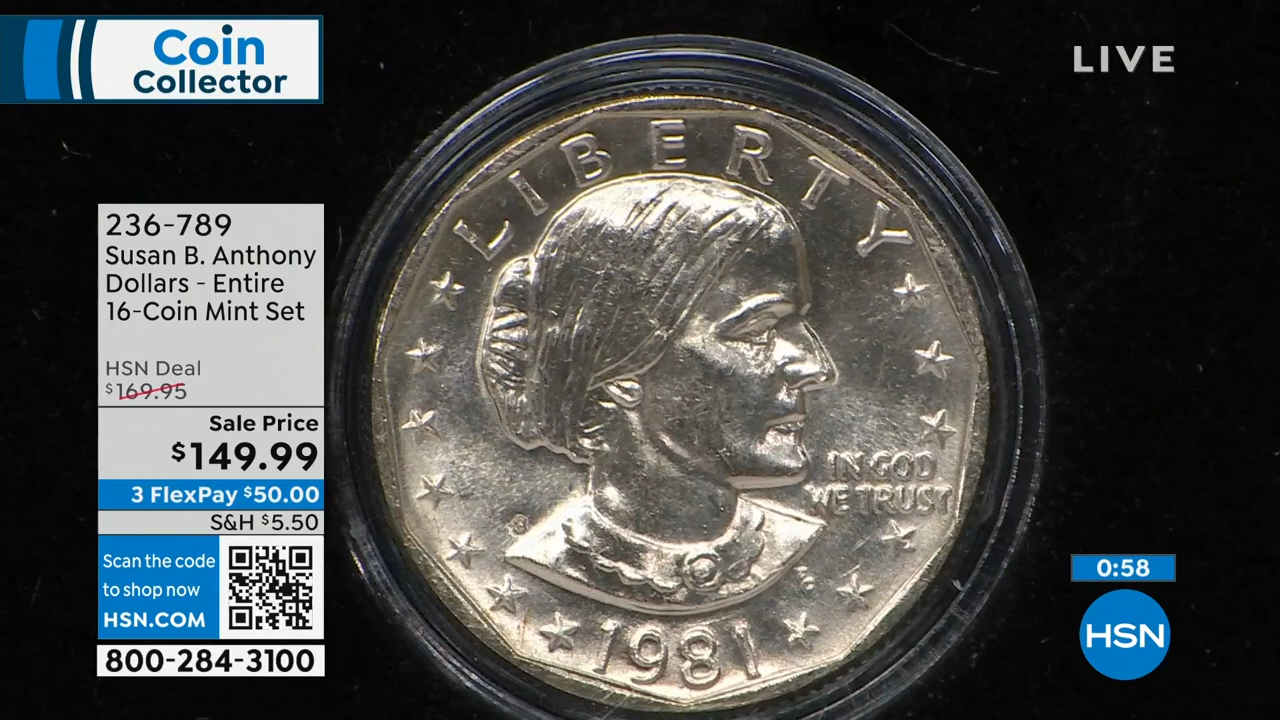 Coin
Collector
LIVE
236-789
Susan B. Anthony
Dollars - Entire
16-Coin Mint Set
HSN Deal
$169.95
Sale Price
$149.99
3 FlexPay $50.00
S&H $5.50
Scan the code
to shop now
HSN.COM
800-284-3100
LIBERTY
IN GOD
WE TRUST
S
1981
0:58
HSN